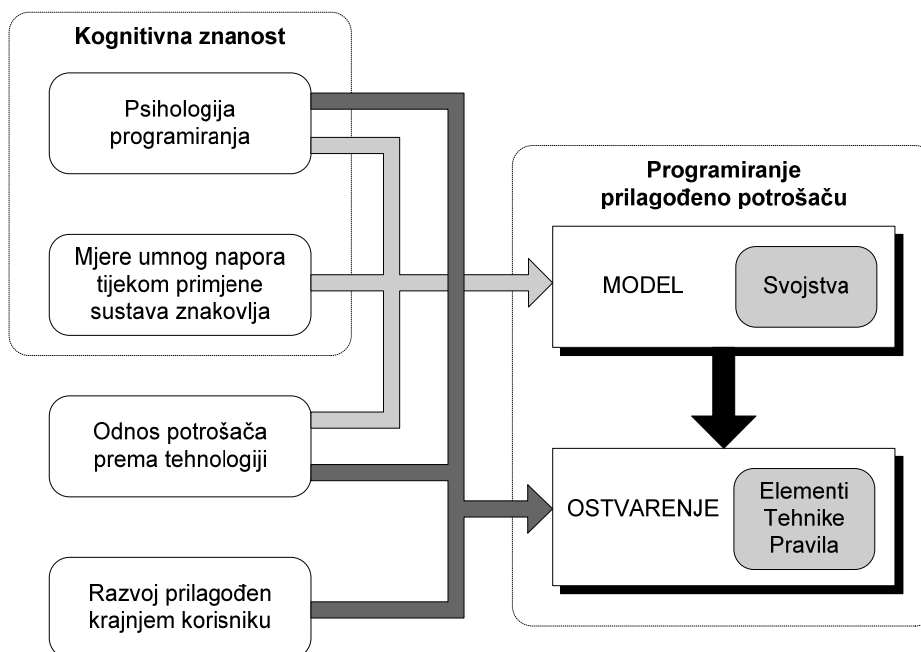 Kognitivna znanost
Psihologija
programiranja
Mjere umnog napora
tijekom primjene
sustava znakovlja
Odnos potrošača
prema tehnologiji
Razvoj prilagođen
krajnjem korisniku
Programiranje
prilagođeno potrošaču
MODEL
Svojstva
OSTVARENJE
Elementi
Tehnike
Pravila